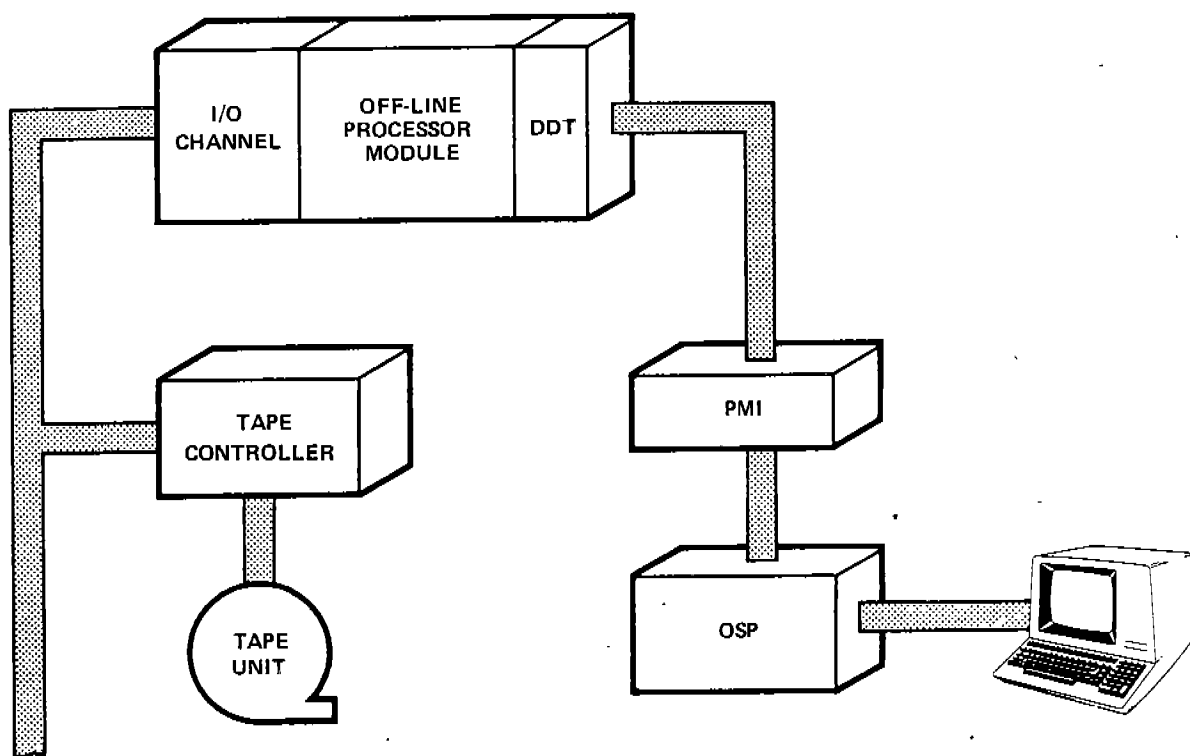 I/O
CHANNEL
OFF-LINE
PROCESSOR
MODULE
DDT
TAPE
CONTROLLER
PMI
TAPE
UNIT
OSP